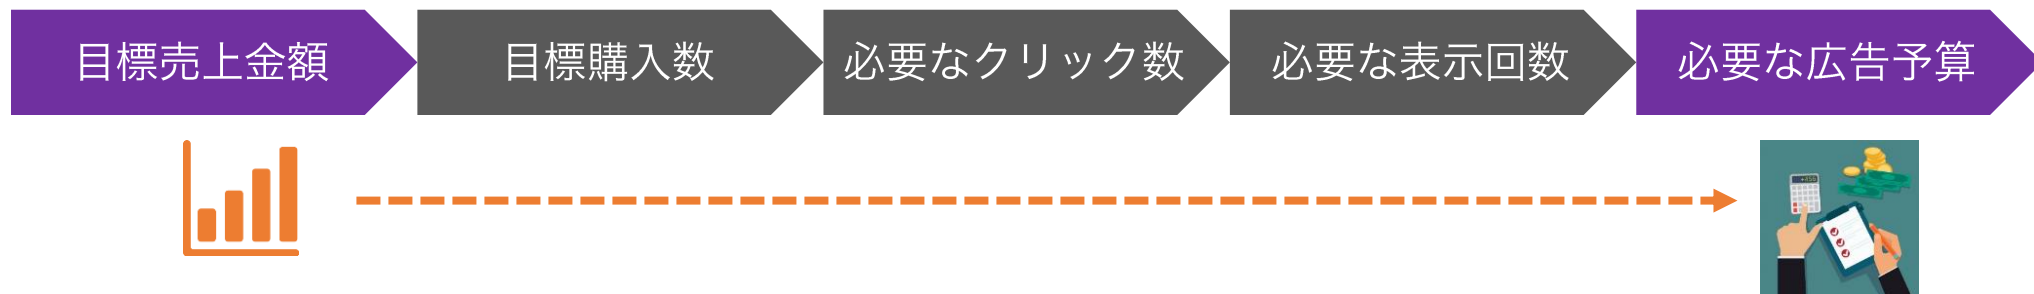 目標売上金額
目標購入数
必要なクリック数
必要な表示回数
必要な広告予算